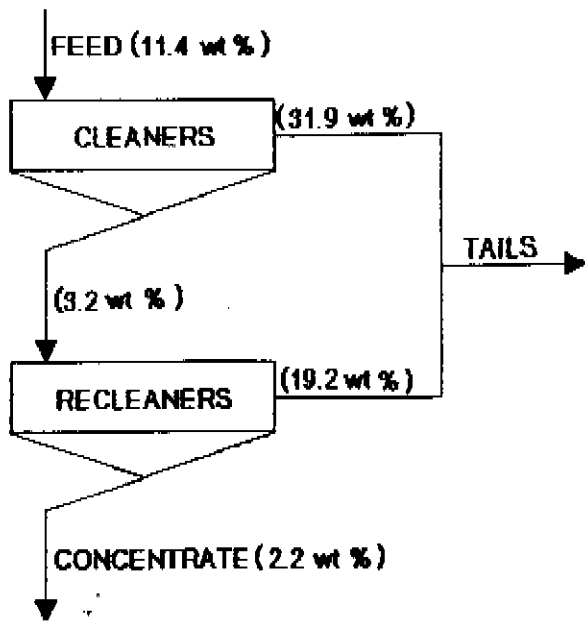 FEED (11.4 wt %)
(31.9 wt %)
CLEANERS
TAILS
(3.2 wt %)
(19.2 wt %)
RECLEANERS
CONCENTRATE (2.2 wt %)